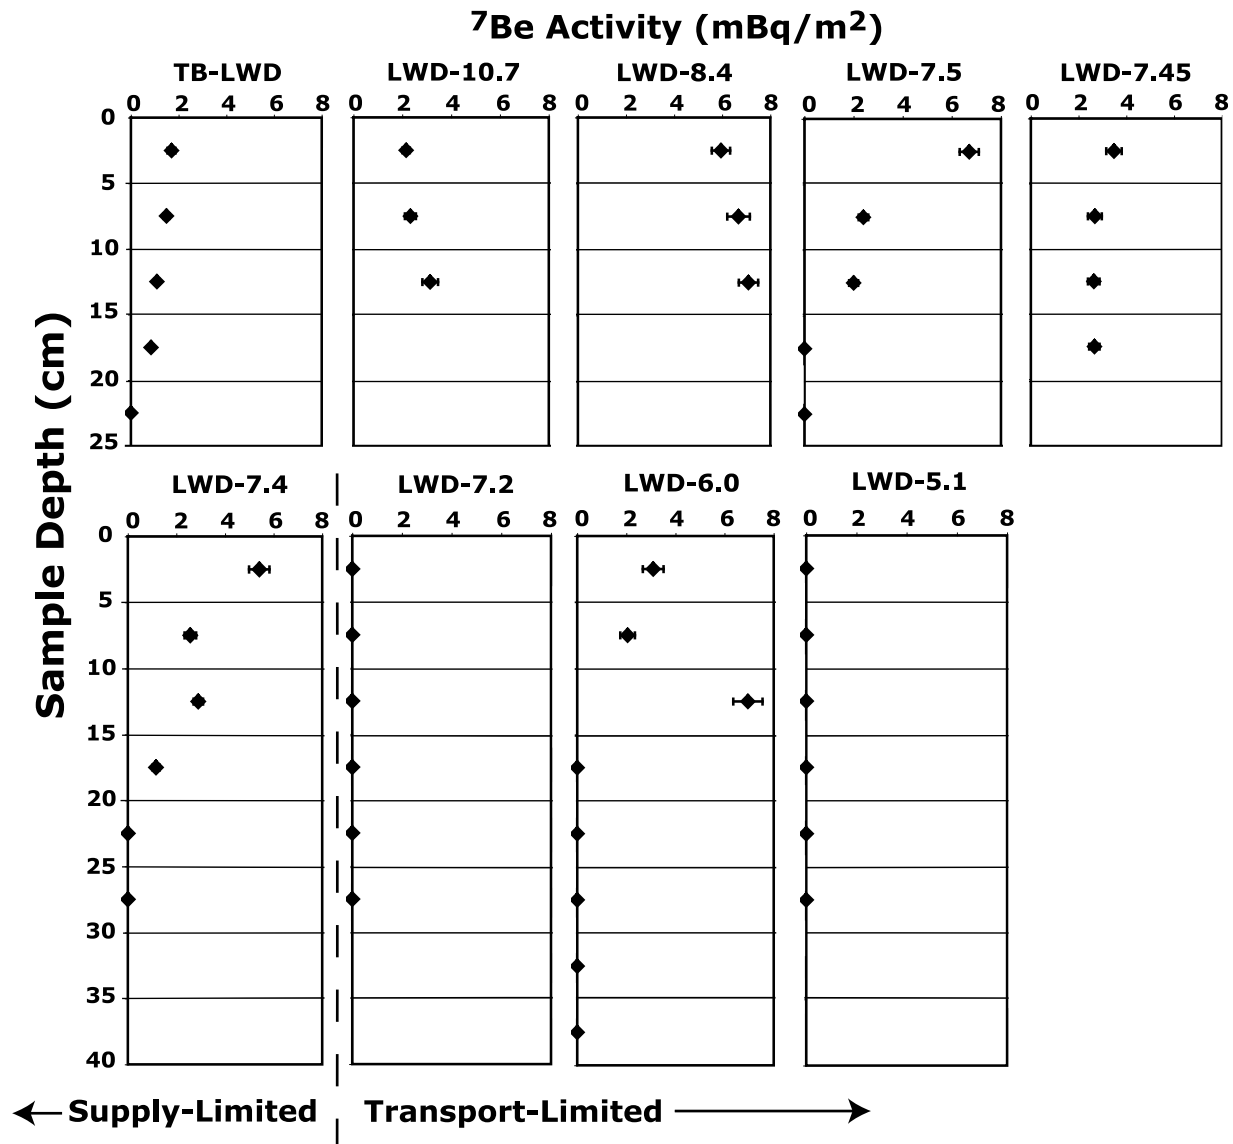 ⁷Be Activity (mBq/m²)
TB-LWD LWD-10.7 LWD-8.4 LWD-7.5 LWD-7.45
0 2 4 6 8 0 2 4 6 8 0 2 4 6 8 0 2 4 6 8 0 2 4 6 8
0
5
10
15
20
25
Sample Depth (cm)
LWD-7.4 LWD-7.2 LWD-6.0 LWD-5.1
0 2 4 6 8 0 2 4 6 8 0 2 4 6 8 0 2 4 6 8
0
5
10
15
20
25
30
35
40
Supply-Limited Transport-Limited